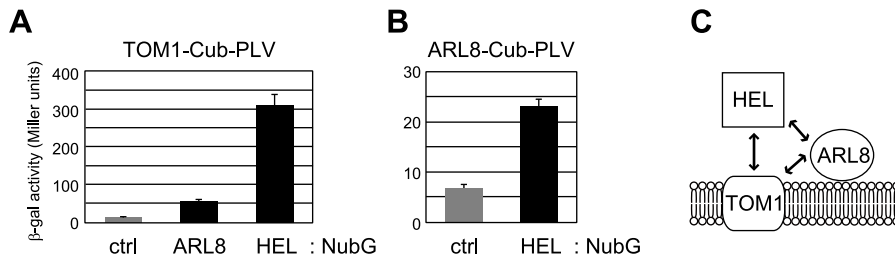 A
TOM1-Cub-PLV
β-gal activity (Miller units)
400
300
200
100
0
ctrl ARL8 HEL : NubG
B
ARL8-Cub-PLV
30
20
10
0
ctrl HEL : NubG
C
HEL
ARL8
TOM1